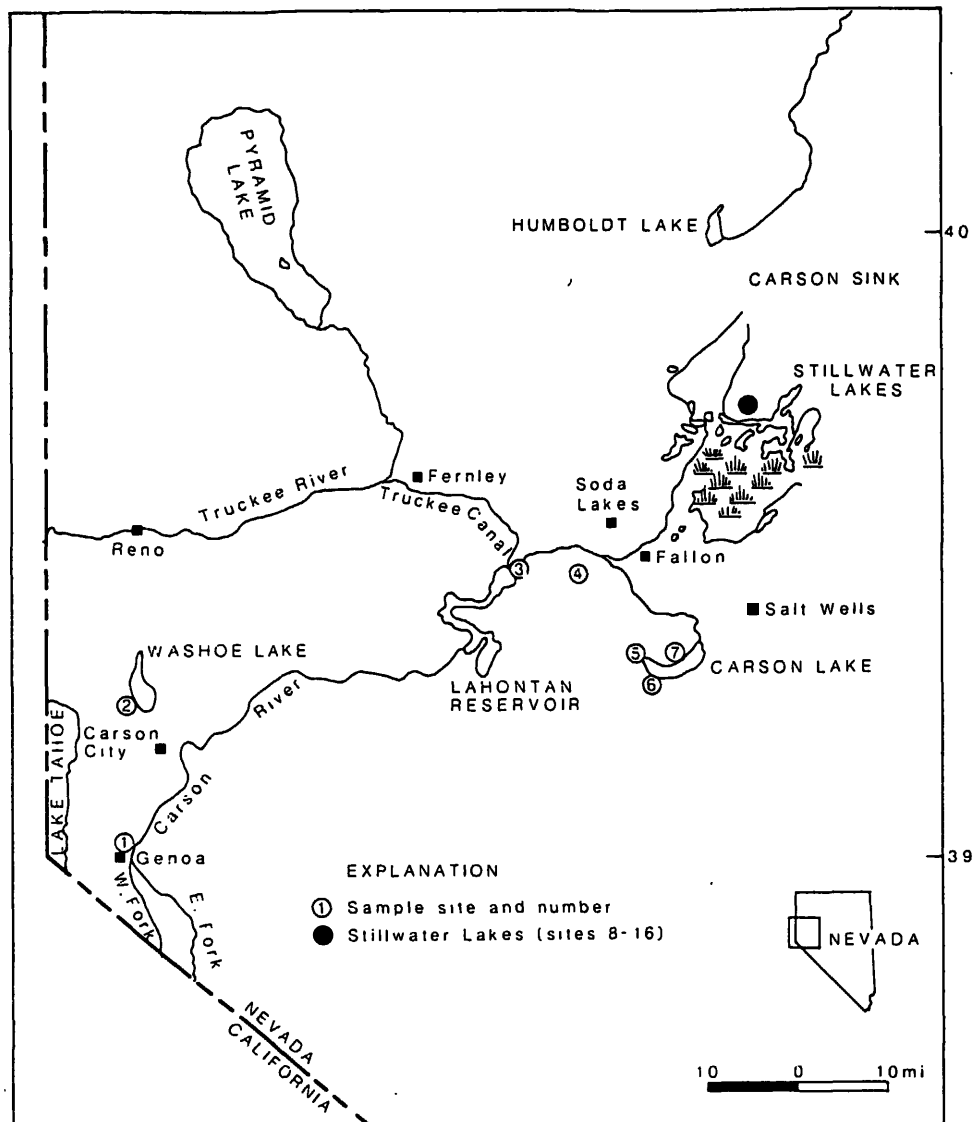 PYRAMID
LAKE
HUMBOLDT LAKE
40
CARSON SINK
STILLWATER
LAKES
Fernley
Truckee River
Truckee Canal
Soda
Lakes
Reno
Fallon
3
4
Salt Wells
WASHOE LAKE
5
7
6
CARSON LAKE
LAHONTAN
RESERVOIR
2
Carson
City
LAKE TAHOE
Carson River
1
Genoa
39
W. Fork
E. Fork
EXPLANATION
1 Sample site and number
Stillwater Lakes (sites 8-16)
NEVADA
NEVADA
CALIFORNIA
10 0 10 mi